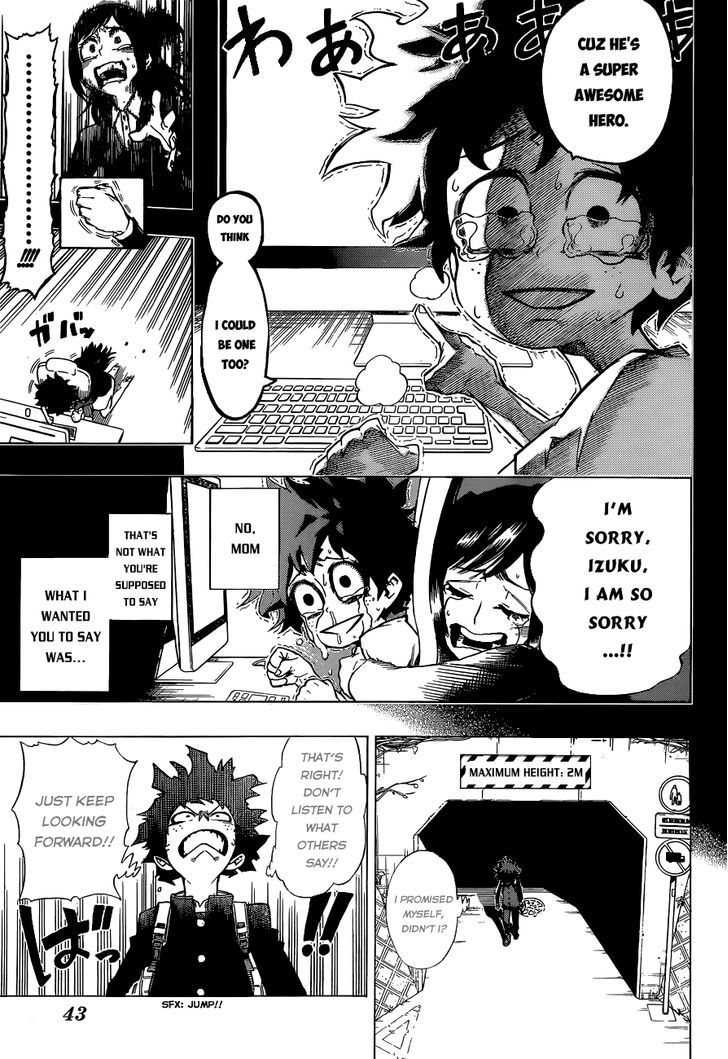 CUZ HE'S
A SUPER
AWESOME
HERO.
わぁぁぁぁ
DO YOU
THINK
I COULD
BE ONE
TOO?
!!!!
ガバッ
I'M
SORRY,
IZUKU,
I AM SO
SORRY
...!!
NO,
MOM
THAT'S
NOT WHAT
YOU'RE
SUPPOSED
TO SAY
WHAT I
WANTED
YOU TO SAY
WAS...
MAXIMUM HEIGHT: 2M
I PROMISED
MYSELF,
DIDN'T I?
THAT'S
RIGHT!
DON'T
LISTEN TO
WHAT
OTHERS
SAY!!
JUST KEEP
LOOKING
FORWARD!!
ばっ!!
SFX: JUMP!!
43